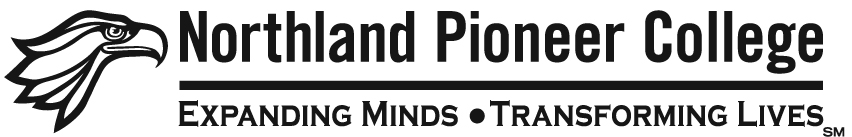 Northland Pioneer College
EXPANDING MINDS • TRANSFORMING LIVES SM